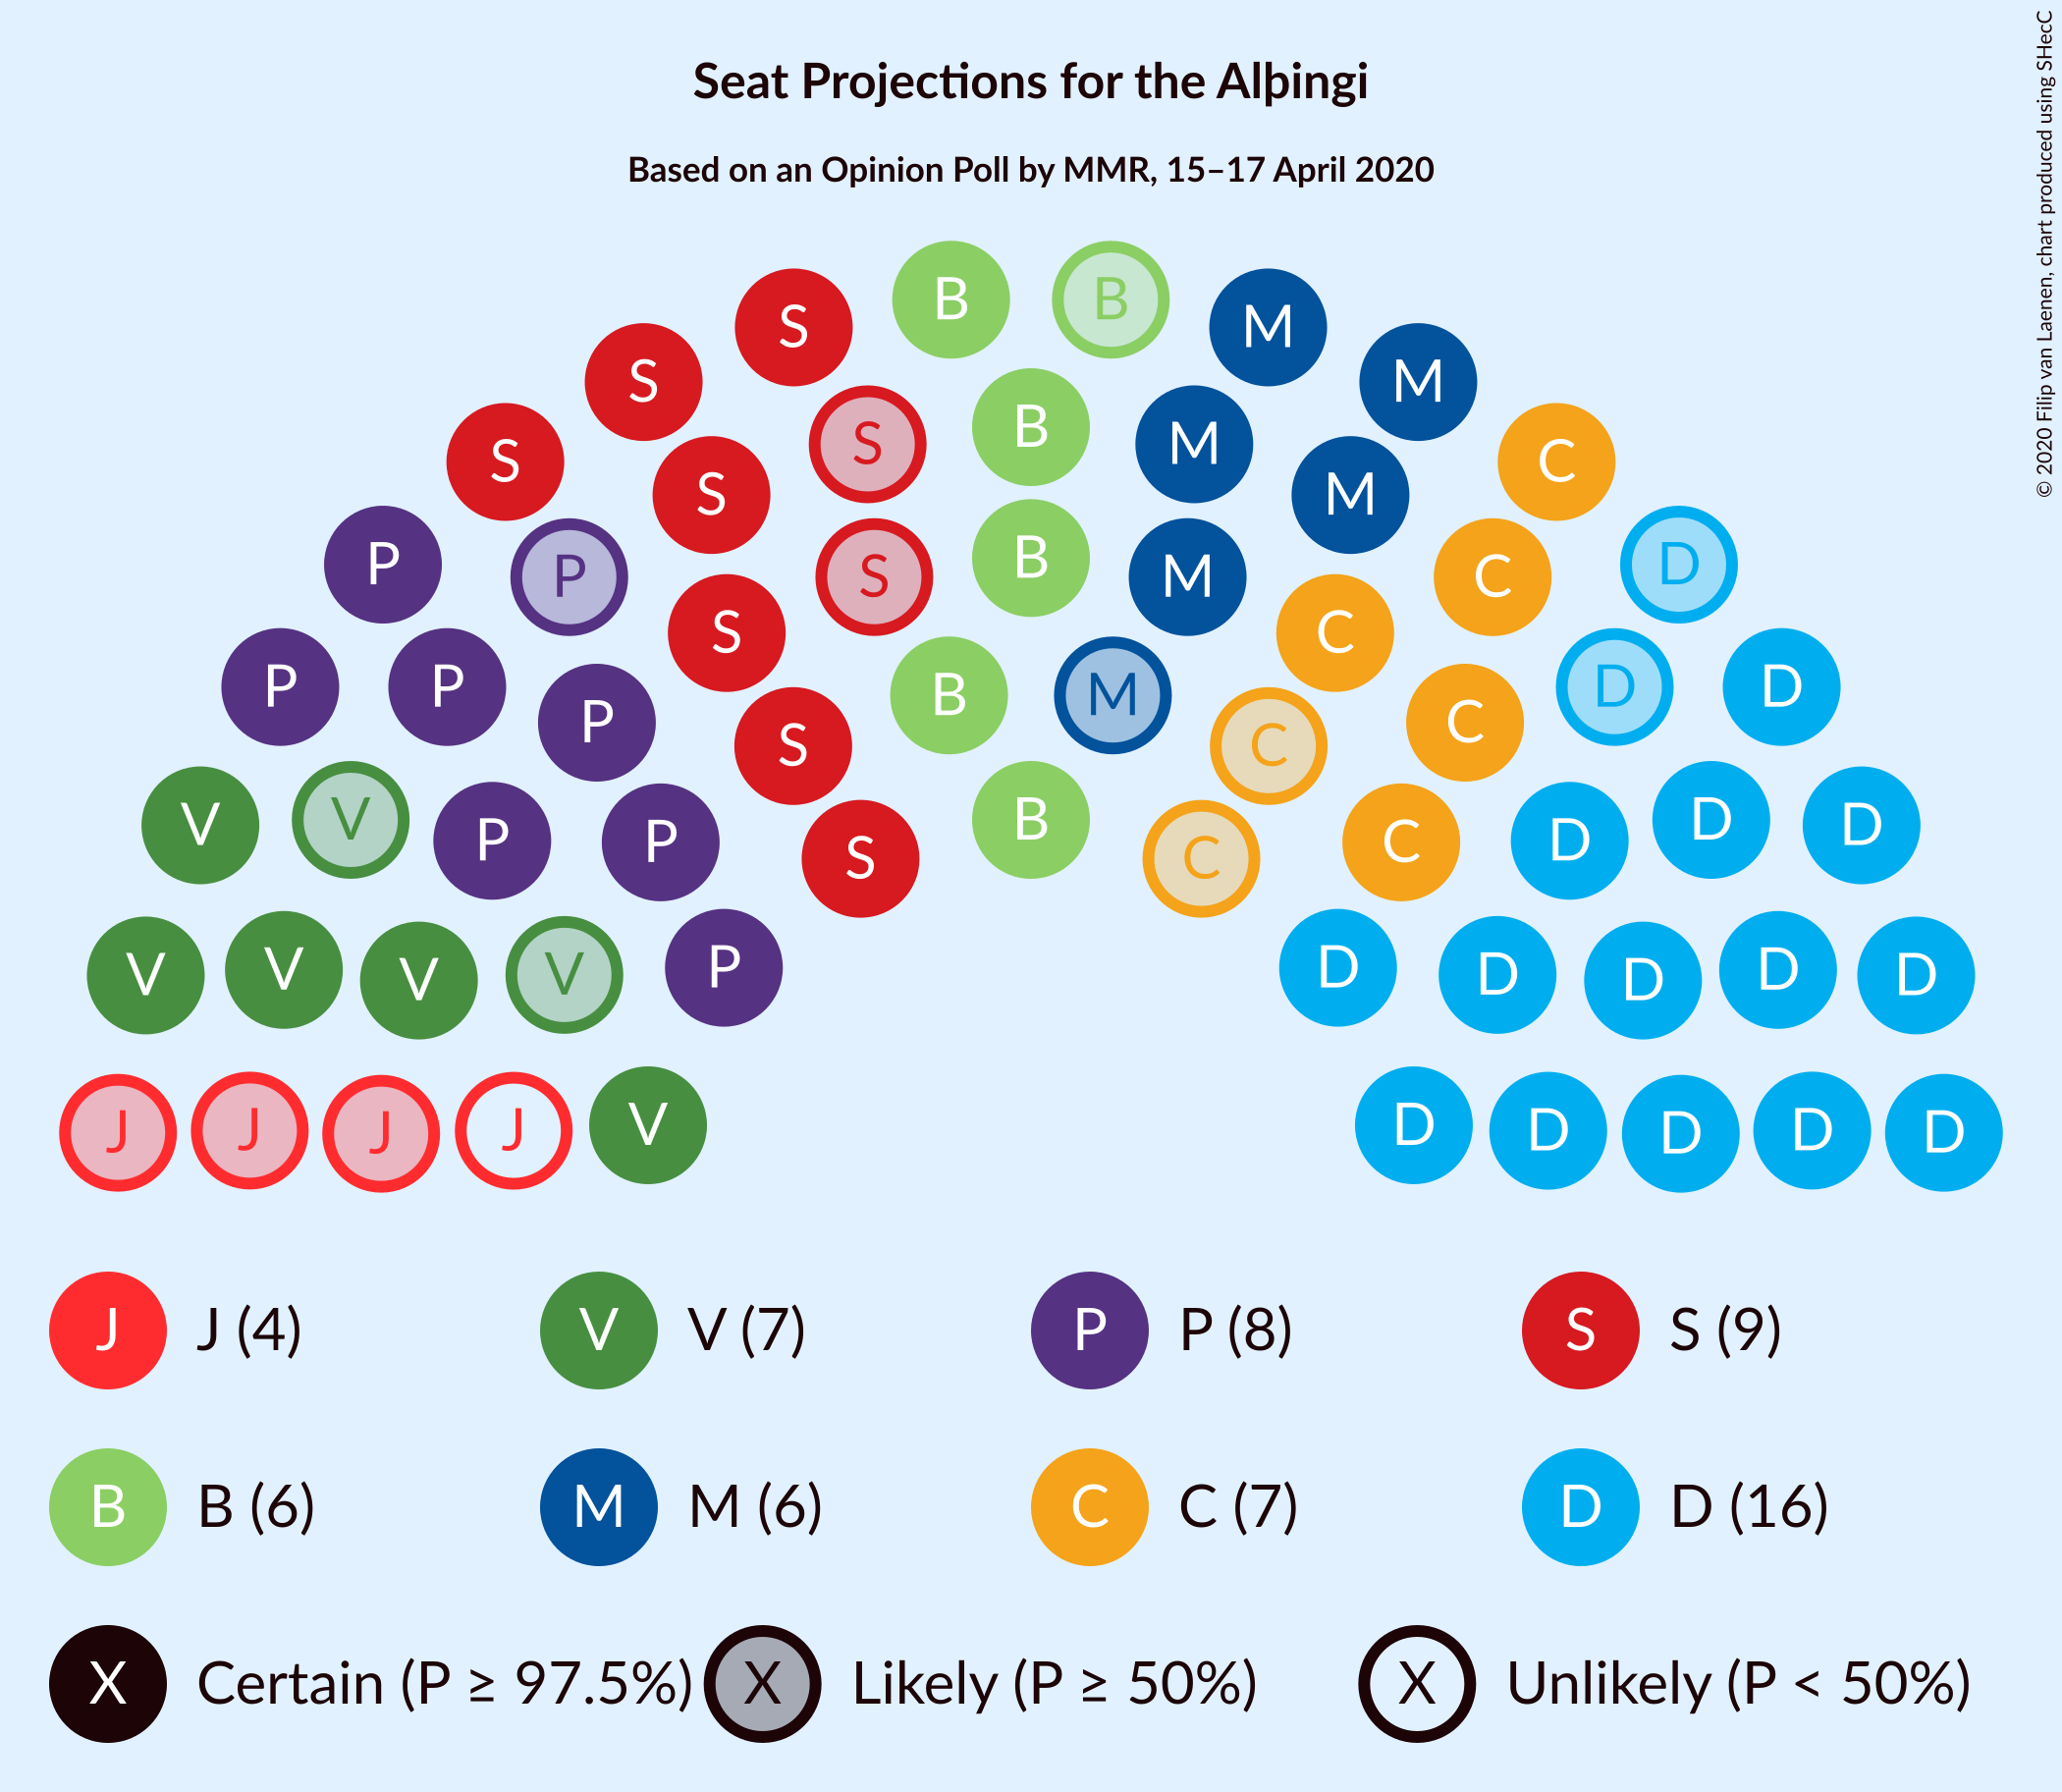 Seat Projections for the Alþingi
Based on an Opinion Poll by MMR, 15–17 April 2020
© 2020 Filip van Laenen, chart produced using SHecC
B B
S M
S M
S B M
S C
S M
P S M D
P B C
S M
S C
P P D D
B M
P C
S C
V V B D D
P P C D
S C
P D
V V V V D D D D
V D
J J J J D D D D
J J (4) V V (7) P P (8) S S (9)
B B (6) M M (6) C C (7) D D (16)
X Certain (P ≥ 97.5%) X Likely (P ≥ 50%) X Unlikely (P < 50%)